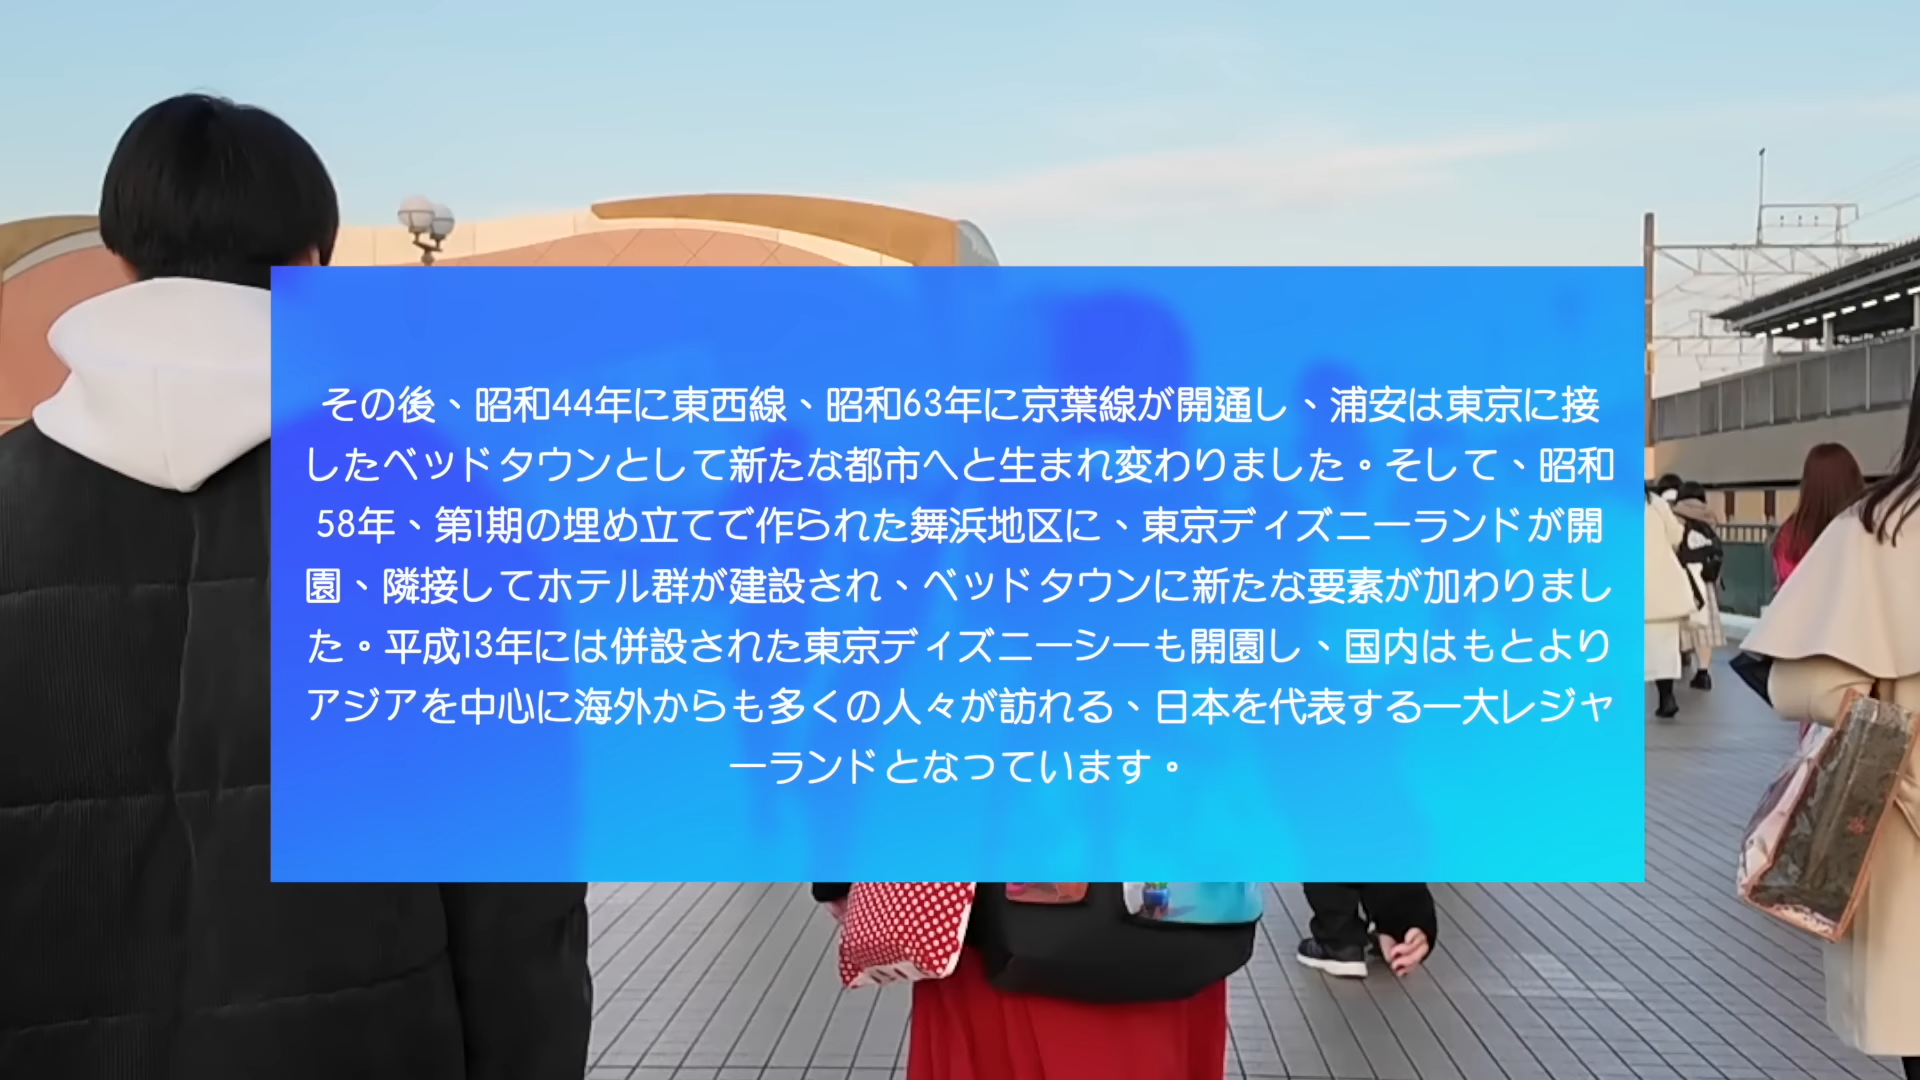 その後、昭和44年に東西線、昭和63年に京葉線が開通し、浦安は東京に接
したベッドタウンとして新たな都市へと生まれ変わりました。そして、昭和
58年、第1期の埋め立てで作られた舞浜地区に、東京ディズニーランドが開
園、隣接してホテル群が建設され、ベッドタウンに新たな要素が加わりまし
た。平成13年には併設された東京ディズニーシーも開園し、国内はもとより
アジアを中心に海外からも多くの人々が訪れる、日本を代表する一大レジャ
ーランドとなっています。